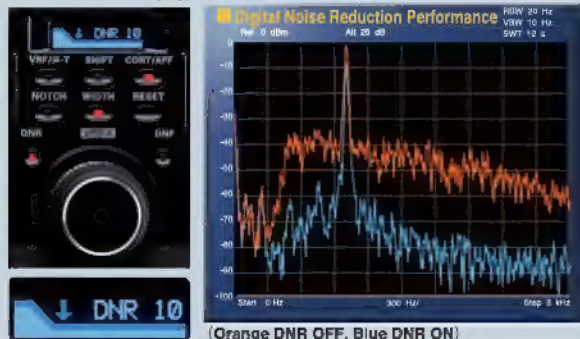 ↓ DNR 10
VRF/N-T SHIFT CONT/APF
NOTCH WIDTH RESET
DNR DNF
↓ DNR 10
Digital Noise Reduction Performance
RBW 20 Hz
VBW 10 Hz
SWT 12 s
Ref 0 dBm Att 20 dB
0
-10
-20
-30
-40
-50
-60
-70
-80
-90
-100
Start 0 Hz 300 Hz/ Stop 3 kHz
(Orange DNR OFF, Blue DNR ON)